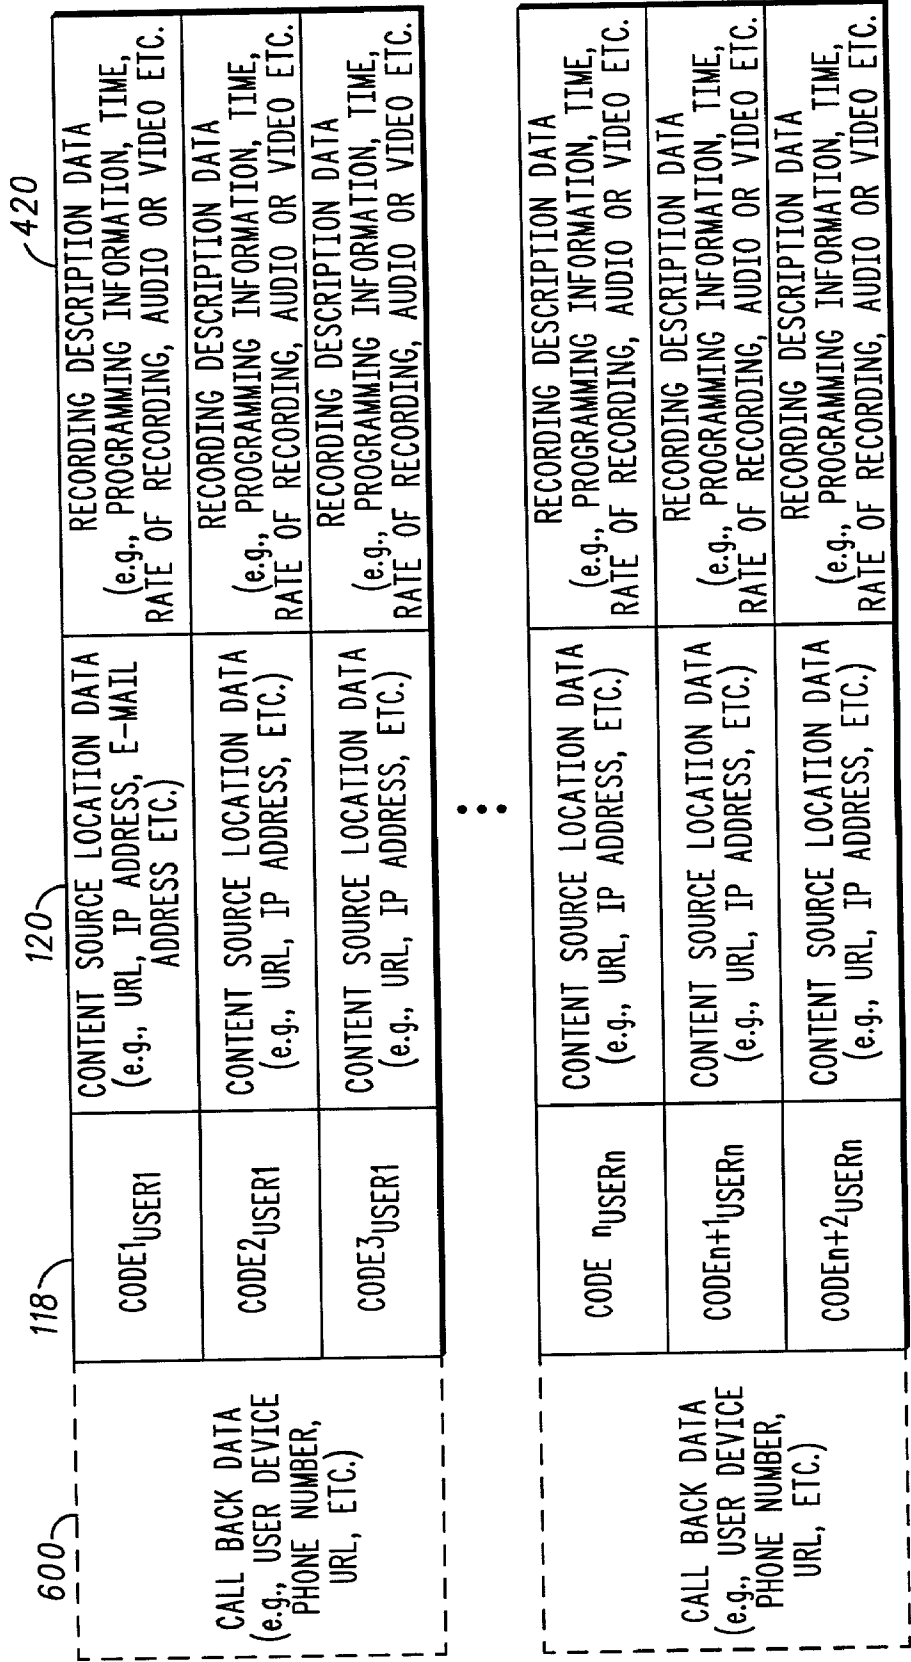 600
118
120
420
CALL BACK DATA
(e.g., USER DEVICE
PHONE NUMBER,
URL, ETC.)
CODE1USER1
CONTENT SOURCE LOCATION DATA
(e.g., URL, IP ADDRESS, E-MAIL
ADDRESS ETC.)
RECORDING DESCRIPTION DATA
(e.g., PROGRAMMING INFORMATION, TIME,
RATE OF RECORDING, AUDIO OR VIDEO ETC.
CODE2USER1
CONTENT SOURCE LOCATION DATA
(e.g., URL, IP ADDRESS, ETC.)
RECORDING DESCRIPTION DATA
(e.g., PROGRAMMING INFORMATION, TIME,
RATE OF RECORDING, AUDIO OR VIDEO ETC.
CODE3USER1
CONTENT SOURCE LOCATION DATA
(e.g., URL, IP ADDRESS, ETC.)
RECORDING DESCRIPTION DATA
(e.g., PROGRAMMING INFORMATION, TIME,
RATE OF RECORDING, AUDIO OR VIDEO ETC.
•••
CALL BACK DATA
(e.g., USER DEVICE
PHONE NUMBER,
URL, ETC.)
CODE nUSERn
CONTENT SOURCE LOCATION DATA
(e.g., URL, IP ADDRESS, ETC.)
RECORDING DESCRIPTION DATA
(e.g., PROGRAMMING INFORMATION, TIME,
RATE OF RECORDING, AUDIO OR VIDEO ETC.
CODEn+1USERn
CONTENT SOURCE LOCATION DATA
(e.g., URL, IP ADDRESS, ETC.)
RECORDING DESCRIPTION DATA
(e.g., PROGRAMMING INFORMATION, TIME,
RATE OF RECORDING, AUDIO OR VIDEO ETC.
CODEn+2USERn
CONTENT SOURCE LOCATION DATA
(e.g., URL, IP ADDRESS, ETC.)
RECORDING DESCRIPTION DATA
(e.g., PROGRAMMING INFORMATION, TIME,
RATE OF RECORDING, AUDIO OR VIDEO ETC.